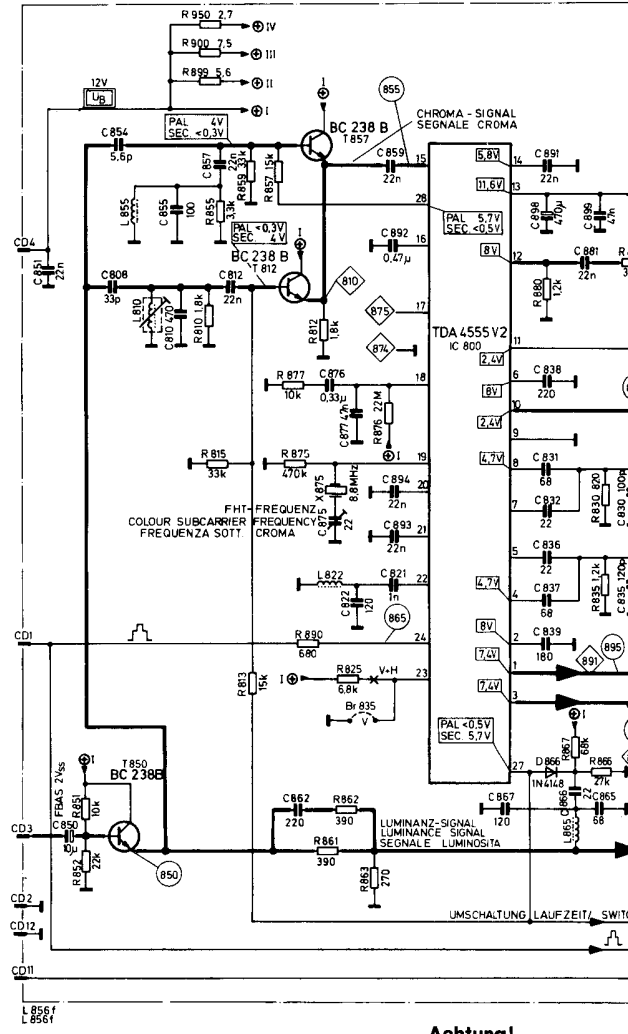 R 950 2,7
IV
R 900 7,5
III
R 899 5,6
II
I
12V
UB
C 854
5,6p
PAL 4V
SEC. <0,3V
BC 238 B
T 857
I
855
CHROMA - SIGNAL
SEGNALE CROMA
C 857
22n
R 859 33k
R 857 15k
C 859
22n
15
5,8V
14
C 891
22n
11,6V
13
L 855
C 855
100
R 855
3,3k
28
PAL 5,7V
SEC. <0,5V
C 898
470µ
C 899
47n
CD4
C 851
22n
PAL <0,3V
SEC. 4V
BC 238 B
T 812
I
C 892
0,47µ
16
8V
12
C 881
22n
C 808
33p
C 812
22n
810
R 880
1,2k
L 810
C 810 470
R 810 1,8k
R 812
1,8k
875
17
874
TDA 4555 V2
IC 800
11
2,4V
R 877
10k
C 876
0,33µ
18
6
8V
C 838
220
C 877 47n
R 876 22M
I
10
2,4V
9
R 815
33k
R 875
470k
19
4,7V
8
C 831
68
X 875
8,8MHz
20
C 894
22n
FHT-FREQUENZ
COLOUR SUBCARRIER FREQUENCY
FREQUENZA SOTT. CROMA
C 875
22
7
C 832
22
R 830 820
C 830 100p
C 893
22n
21
5
C 836
22
L 822
C 821
1n
22
C 822
120
4,7V
4
C 837
68
R 835 1,2k
C 835 120p
CD1
R 890
680
865
24
8V
2
C 839
180
R 813
15k
I
R 825
6,8k
V+H
23
7,4V
1
891
895
Br 835
V
7,4V
3
PAL <0,5V
SEC. 5,7V
I
R 867
68k
27
D 866
1N4148
R 866
27k
FBAS 2Vss
I
T 850
BC 238B
R 851
10k
C 862
220
R 862
390
C 867
120
C 866
22
C 865
68
CD3
C 850
10µ
R 852
22k
850
R 861
390
LUMINANZ-SIGNAL
LUMINANCE SIGNAL
SEGNALE LUMINOSITA
L 865
R 863
270
CD2
CD12
UMSCHALTUNG LAUFZEIT/ SWITC
CD11
L 856f
L 856f
Achtung!